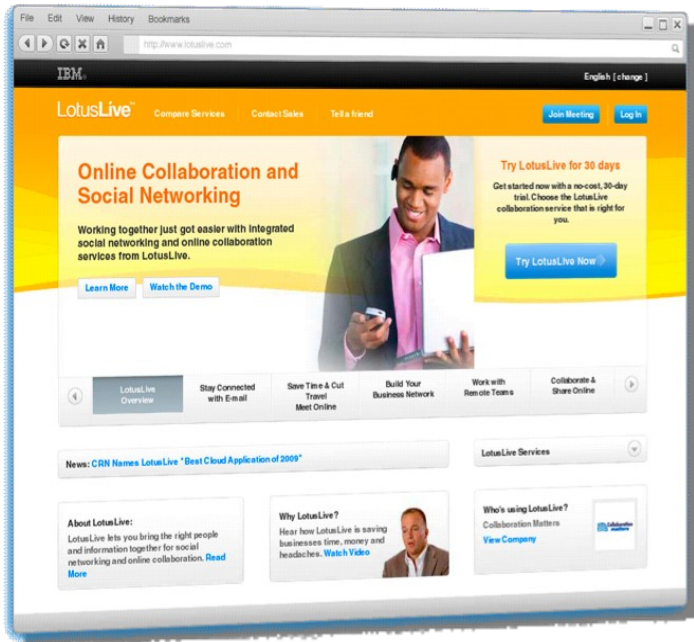 File Edit View History Bookmarks
http://www.lotuslive.com
IBM®
English [ change ]
LotusLive™ Compare Services Contact Sales Tell a friend Join Meeting Log In
Online Collaboration and
Social Networking
Working together just got easier with integrated
social networking and online collaboration
services from LotusLive.
Learn More Watch the Demo
Try LotusLive for 30 days
Get started now with a no-cost, 30-day
trial. Choose the LotusLive
collaboration service that is right for
you.
Try LotusLive Now
LotusLive
Overview
Stay Connected
with E-mail
Save Time & Cut
Travel
Meet Online
Build Your
Business Network
Work with
Remote Teams
Collaborate &
Share Online
News: CRN Names LotusLive "Best Cloud Application of 2009"
LotusLive Services
About LotusLive:
LotusLive lets you bring the right people
and information together for social
networking and online collaboration. Read
More
Why LotusLive?
Hear how LotusLive is saving
businesses time, money and
headaches. Watch Video
Who's using LotusLive?
Collaboration Matters
View Company
Collaboration
matters